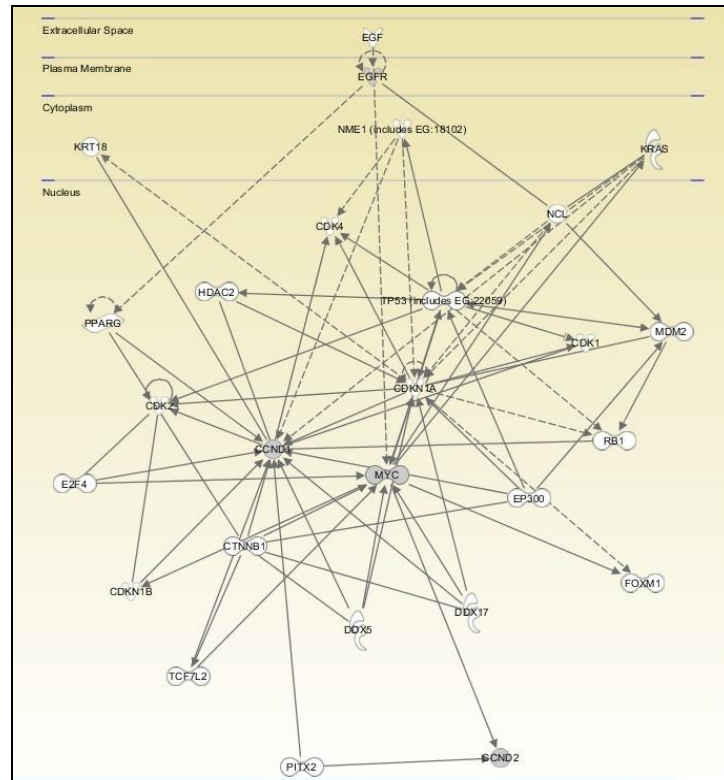 Extracellular Space
EGF
Plasma Membrane
EGFR
Cytoplasm
NME1 (includes EG:18102)
KRT18
KRAS
Nucleus
NCL
CDK4
HDAC2
TP53 (includes EG:22059)
PPARG
MDM2
CDK1
CDKN1A
CDK2
RB1
CCND1
MYC
E2F4
EP300
CTNNB1
FOXM1
CDKN1B
DDX17
DDX5
TCF7L2
CCND2
PITX2